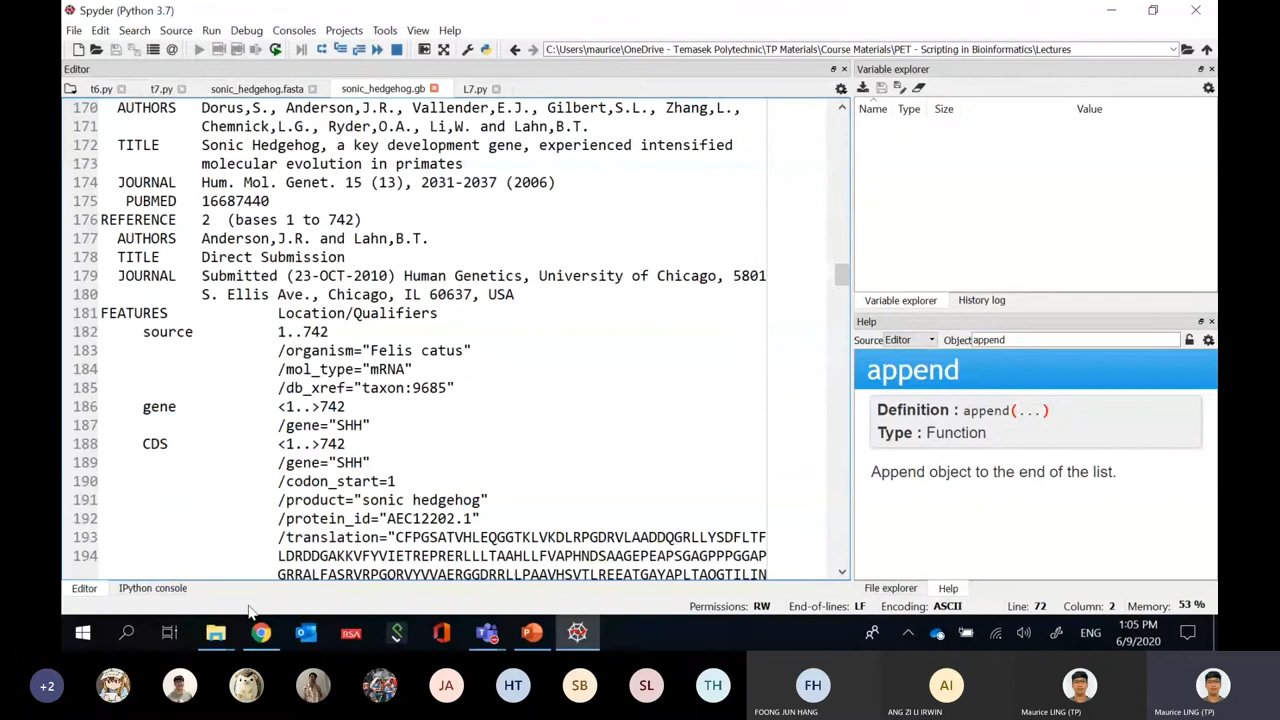 Spyder (Python 3.7)
File Edit Search Source Run Debug Consoles Projects Tools View Help
C:\Users\maurice\OneDrive - Temasek Polytechnic\TP Materials\Course Materials\PET - Scripting in Bioinformatics\Lectures
Editor
t6.py t7.py sonic_hedgehog.fasta sonic_hedgehog.gb L7.py
170 AUTHORS Dorus,S., Anderson,J.R., Vallender,E.J., Gilbert,S.L., Zhang,L.,
171 Chemnick,L.G., Ryder,O.A., Li,W. and Lahn,B.T.
172 TITLE Sonic Hedgehog, a key development gene, experienced intensified
173 molecular evolution in primates
174 JOURNAL Hum. Mol. Genet. 15 (13), 2031-2037 (2006)
175 PUBMED 16687440
176 REFERENCE 2 (bases 1 to 742)
177 AUTHORS Anderson,J.R. and Lahn,B.T.
178 TITLE Direct Submission
179 JOURNAL Submitted (23-OCT-2010) Human Genetics, University of Chicago, 5801
180 S. Ellis Ave., Chicago, IL 60637, USA
181 FEATURES Location/Qualifiers
182 source 1..742
183 /organism="Felis catus"
184 /mol_type="mRNA"
185 /db_xref="taxon:9685"
186 gene <1..>742
187 /gene="SHH"
188 CDS <1..>742
189 /gene="SHH"
190 /codon_start=1
191 /product="sonic hedgehog"
192 /protein_id="AEC12202.1"
193 /translation="CFPGSATVHLEQGGTKLVKDLRPGDRVLAADDQGRLLYSDFLTF
194 LDRDDGAKKVFYVIETREPRERLLLTAAHLLFVAPHNDSAAGEPEAPSGAGPPPGGAP
GRRALFASRVRPGQRVYVVAERGGDRRLLPAAVHSVTLREEATGAYAPLTAQGTILIN
Editor IPython console
Variable explorer
Name Type Size Value
Variable explorer History log
Help
Source Editor Object append
append
Definition : append(...)
Type : Function
Append object to the end of the list.
File explorer Help
Permissions: RW End-of-lines: LF Encoding: ASCII Line: 72 Column: 2 Memory: 53 %
RSA
ENG
1:05 PM
6/9/2020
+2 JA HT SB SL TH FH AI
FOONG JUN HANG ANG ZI LI IRWIN Maurice LING (TP) Maurice LING (TP)